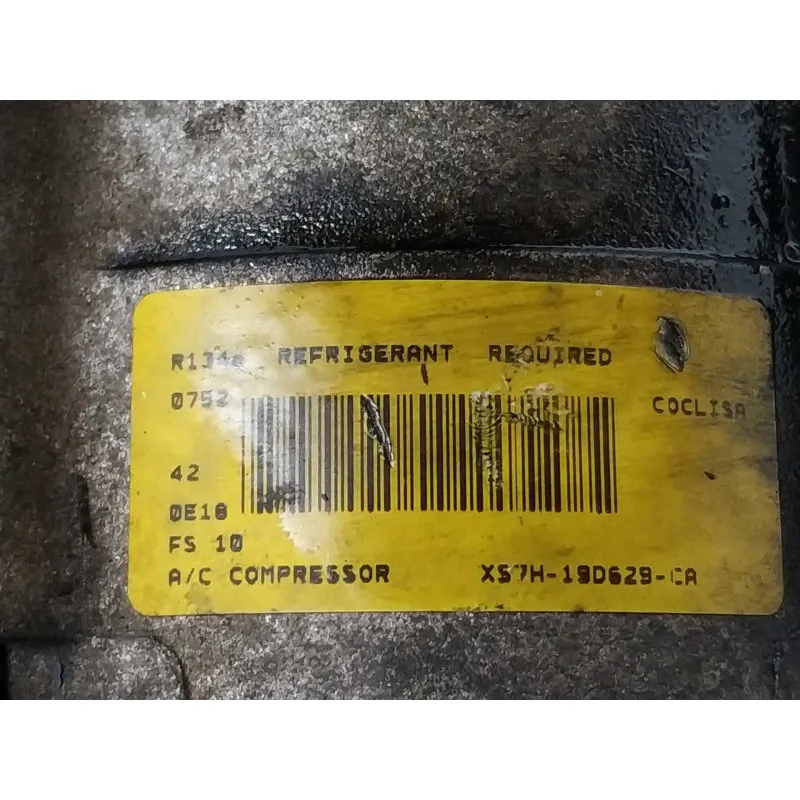 R134a REFRIGERANT REQUIRED
0752 COCLISA
42
0E18
FS 10
A/C COMPRESSOR XS7H-19D629-CA